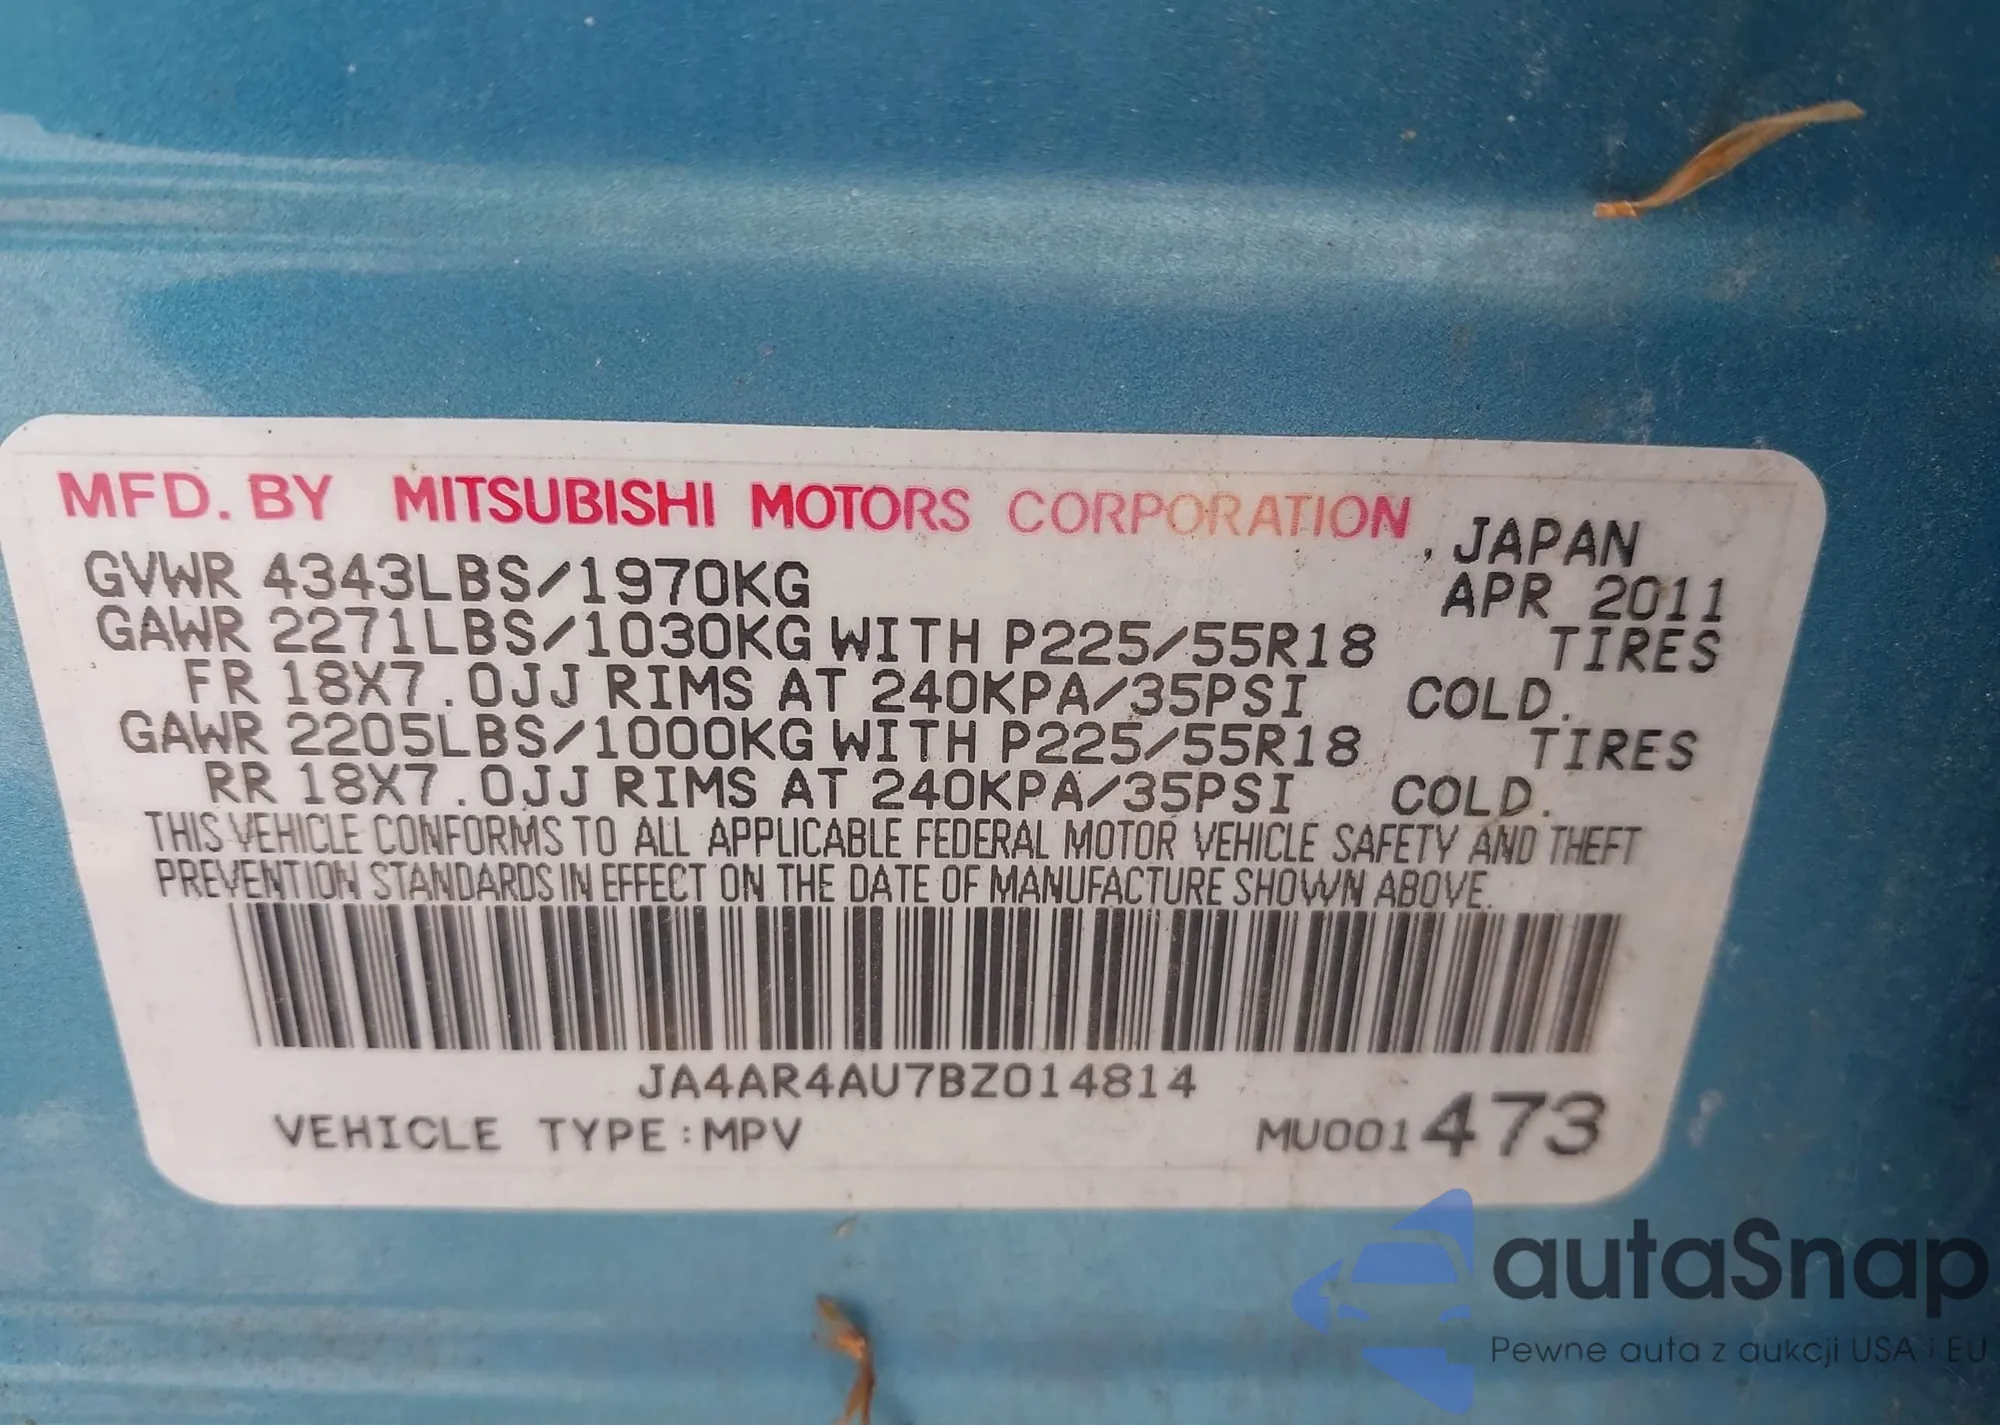 MFD. BY MITSUBISHI MOTORS CORPORATION, JAPAN
GVWR 4343LBS/1970KG APR 2011
GAWR 2271LBS/1030KG WITH P225/55R18 TIRES
FR 18X7.0JJ RIMS AT 240KPA/35PSI COLD.
GAWR 2205LBS/1000KG WITH P225/55R18 TIRES
RR 18X7.0JJ RIMS AT 240KPA/35PSI COLD.
THIS VEHICLE CONFORMS TO ALL APPLICABLE FEDERAL MOTOR VEHICLE SAFETY AND THEFT
PREVENTION STANDARDS IN EFFECT ON THE DATE OF MANUFACTURE SHOWN ABOVE.
JA4AR4AU7BZ014814
VEHICLE TYPE:MPV MU001473
autaSnap
Pewne auta z aukcji USA i EU